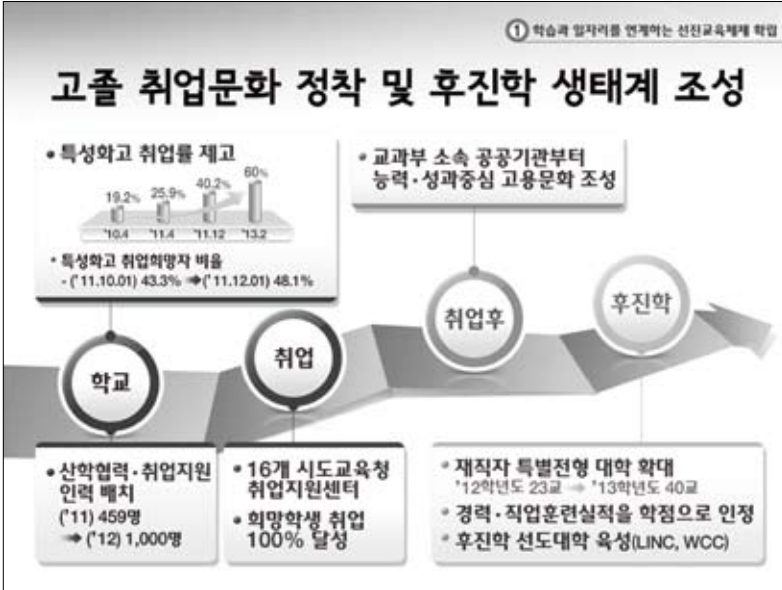 ① 학습과 일자리를 연계하는 선진교육체제 확립
고졸 취업문화 정착 및 후진학 생태계 조성
• 특성화고 취업률 제고
19.2% 25.9% 40.2% 60%
'10.4 '11.4 '11.12 '13.2
• 특성화고 취업희망자 비율
- ('11.10.01) 43.3% ➡ ('11.12.01) 48.1%
• 교과부 소속 공공기관부터
능력·성과중심 고용문화 조성
학교
취업
취업후
후진학
• 산학협력·취업지원
인력 배치
('11) 459명
➡ ('12) 1,000명
• 16개 시도교육청
취업지원센터
• 희망학생 취업
100% 달성
• 재직자 특별전형 대학 확대
'12학년도 23교 ➡ '13학년도 40교
• 경력·직업훈련실적을 학점으로 인정
• 후진학 선도대학 육성(LINC, WCC)